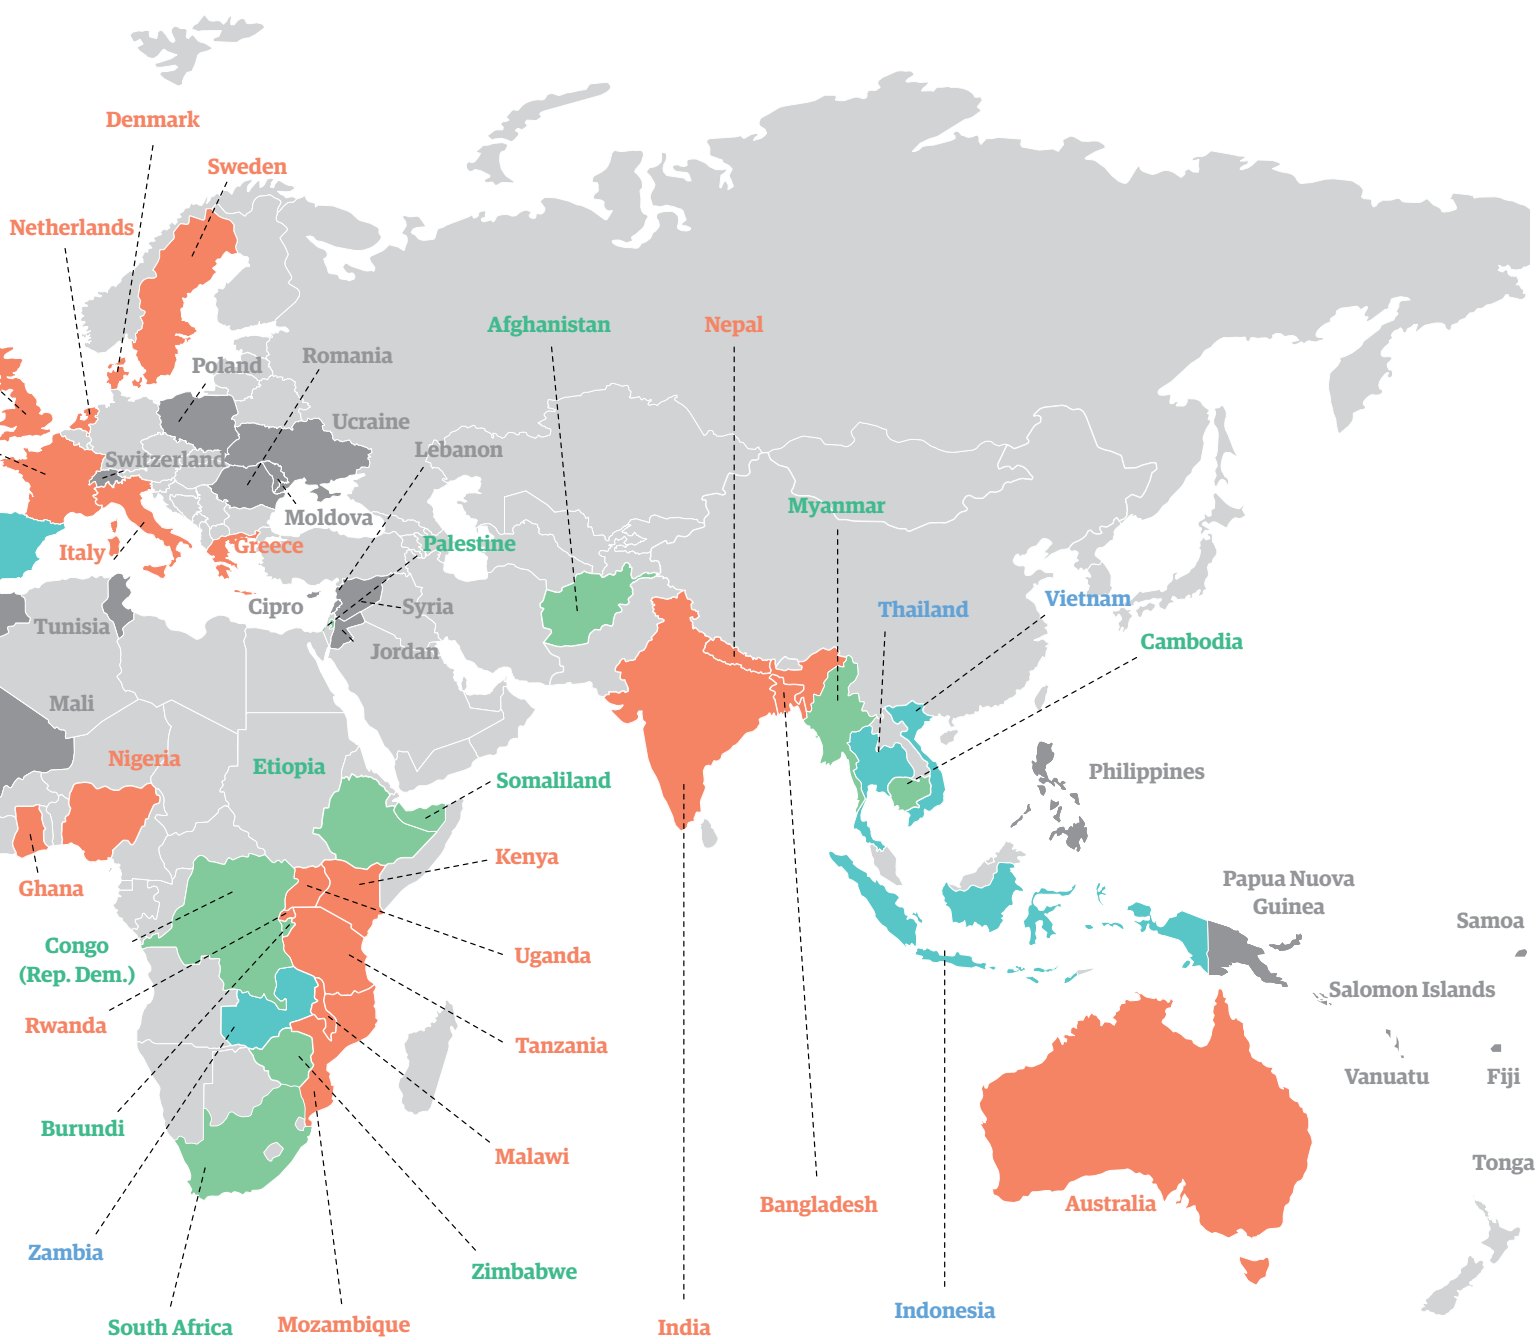 Denmark
Sweden
Netherlands
Afghanistan
Nepal
Poland
Romania
Ucraine
Lebanon
Switzerland
Myanmar
Moldova
Italy
Greece
Palestine
Cipro
Syria
Thailand
Vietnam
Tunisia
Jordan
Cambodia
Mali
Nigeria
Etiopia
Somaliland
Philippines
Kenya
Ghana
Papua Nuova
Guinea
Samoa
Congo
(Rep. Dem.)
Uganda
Salomon Islands
Rwanda
Tanzania
Vanuatu
Fiji
Burundi
Malawi
Tonga
Bangladesh
Australia
Zambia
Zimbabwe
Indonesia
South Africa
Mozambique
India